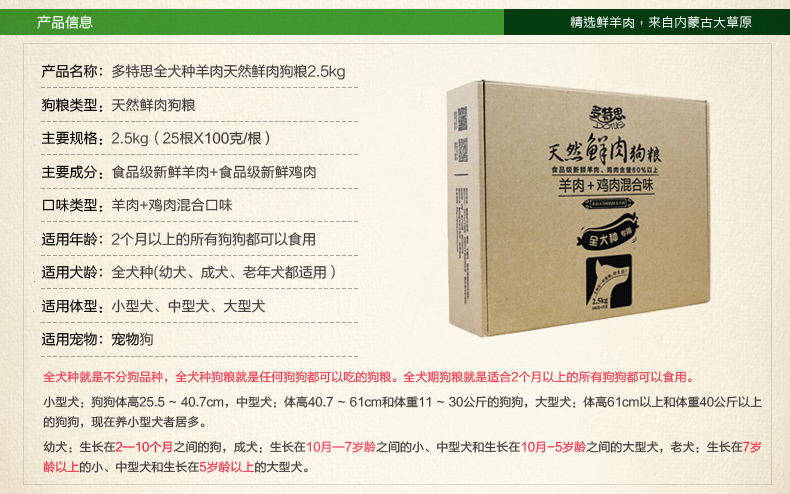 产品信息
精选鲜羊肉，来自内蒙古大草原
产品名称：多特思全犬种羊肉天然鲜肉狗粮2.5kg
狗粮类型：天然鲜肉狗粮
主要规格：2.5kg（25根X100克/根）
主要成分：食品级新鲜羊肉+食品级新鲜鸡肉
口味类型：羊肉+鸡肉混合口味
适用年龄：2个月以上的所有狗狗都可以食用
适用犬龄：全犬种(幼犬、成犬、老年犬都适用）
适用体型：小型犬、中型犬、大型犬
适用宠物：宠物狗
多特思
天然鲜肉狗粮
食品级新鲜羊肉、鸡肉含量60%以上
羊肉+鸡肉混合味
全犬种 专用
2.5kg
全犬种就是不分狗品种，全犬种狗粮就是任何狗狗都可以吃的狗粮。全犬期狗粮就是适合2个月以上的所有狗狗都可以食用。
小型犬：狗狗体高25.5 ~ 40.7cm，中型犬：体高40.7 ~ 61cm和体重11 ~ 30公斤的狗狗，大型犬：体高61cm以上和体重40公斤以上
的狗狗，现在养小型犬者居多。
幼犬：生长在2—10个月之间的狗，成犬：生长在10月—7岁龄之间的小、中型犬和生长在10月-5岁龄之间的大型犬，老犬：生长在7岁
龄以上的小、中型犬和生长在5岁龄以上的大型犬。